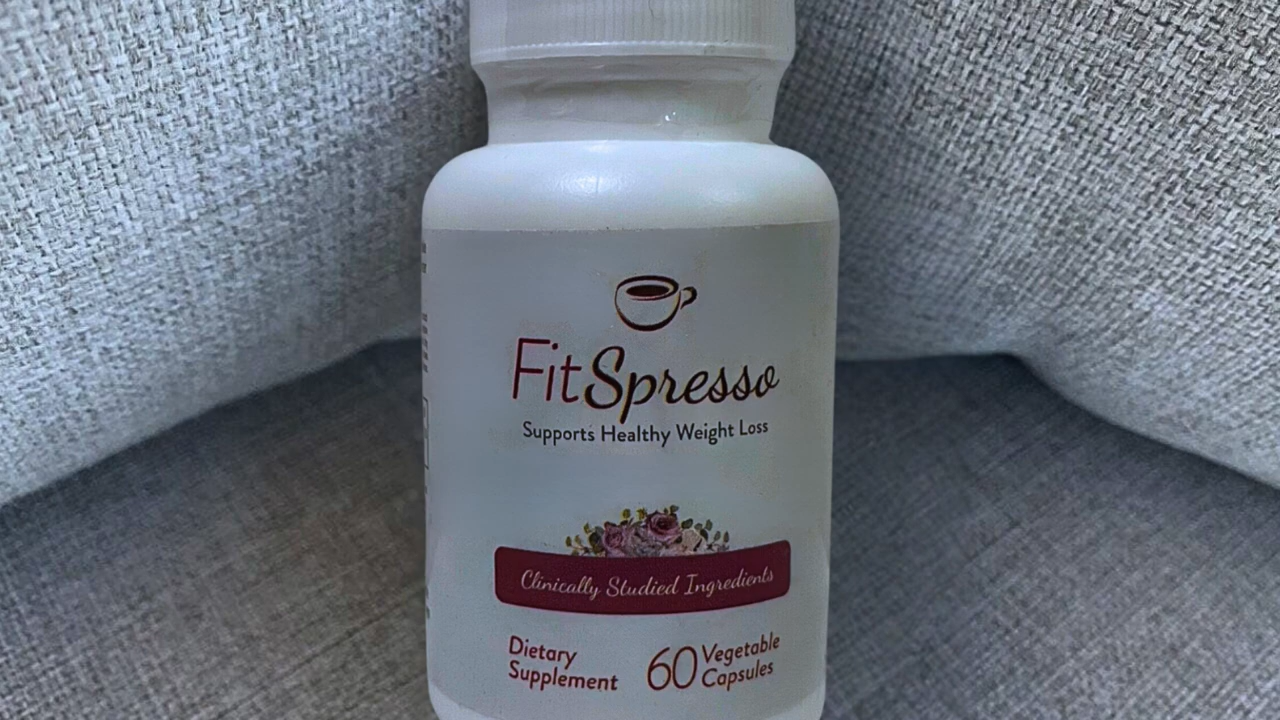 FitSpresso
Supports Healthy Weight Loss
Clinically Studied Ingredients
Dietary
Supplement
60 Vegetable
Capsules